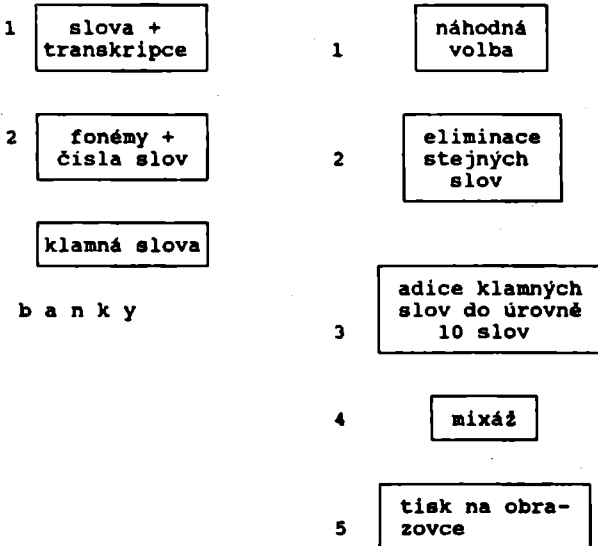 1 slova +
transkripce
2 fonémy +
čísla slov
klamná slova
b a n k y
1 náhodná
volba
2 eliminace
stejných
slov
3 adice klamných
slov do úrovně
10 slov
4 mixáž
5 tisk na obra-
zovce